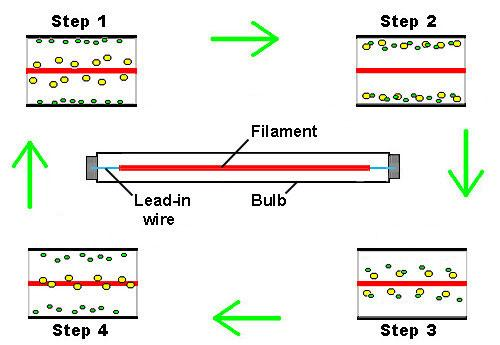 Step 1
Step 2
Filament
Lead-in
wire
Bulb
Step 4
Step 3